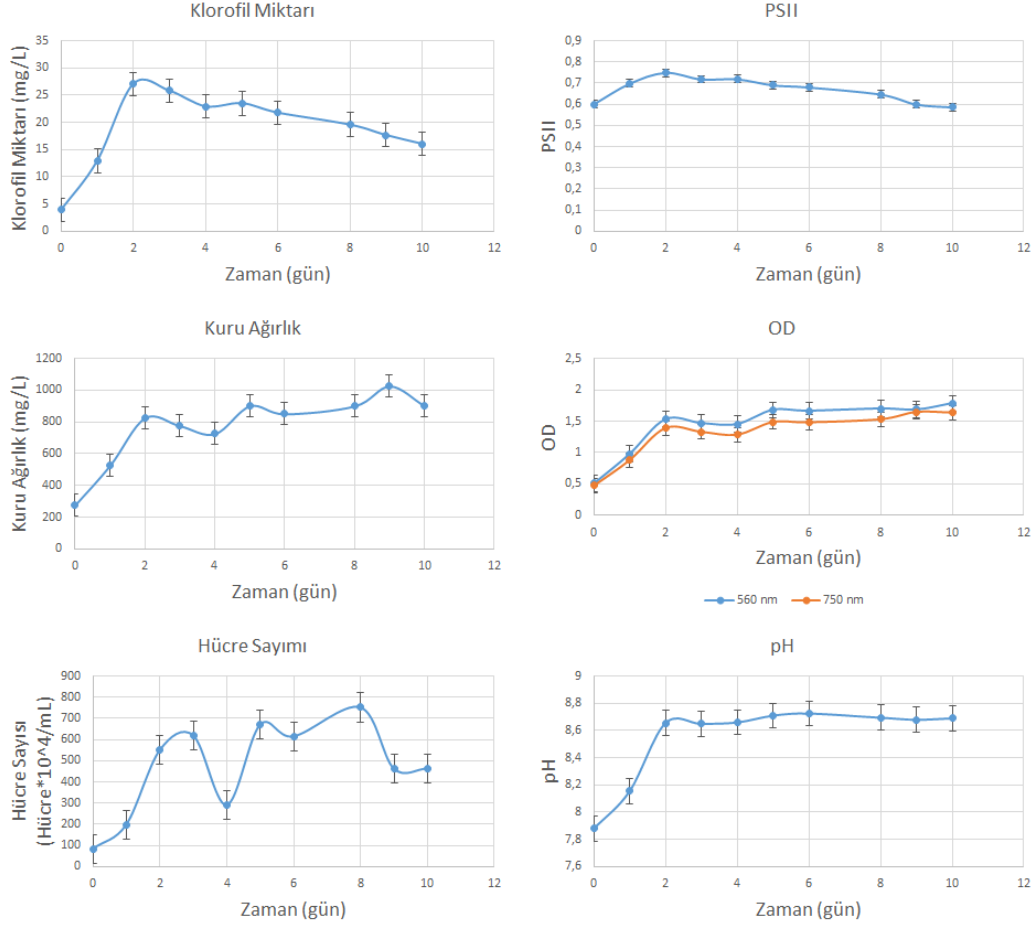 Klorofil Miktarı
Klorofil Miktarı (mg/L)
35
30
25
20
15
10
5
0
0 2 4 6 8 10 12
Zaman (gün)
PSII
PSII
0,9
0,8
0,7
0,6
0,5
0,4
0,3
0,2
0,1
0
0 2 4 6 8 10 12
Zaman (gün)
Kuru Ağırlık
Kuru Ağırlık (mg/L)
1200
1000
800
600
400
200
0
0 2 4 6 8 10 12
Zaman (gün)
OD
OD
2,5
2
1,5
1
0,5
0
0 2 4 6 8 10 12
Zaman (gün)
560 nm 750 nm
Hücre Sayımı
Hücre Sayısı
(Hücre*10^4/mL)
900
800
700
600
500
400
300
200
100
0
0 2 4 6 8 10 12
Zaman (gün)
pH
pH
9
8,8
8,6
8,4
8,2
8
7,8
7,6
0 2 4 6 8 10 12
Zaman (gün)